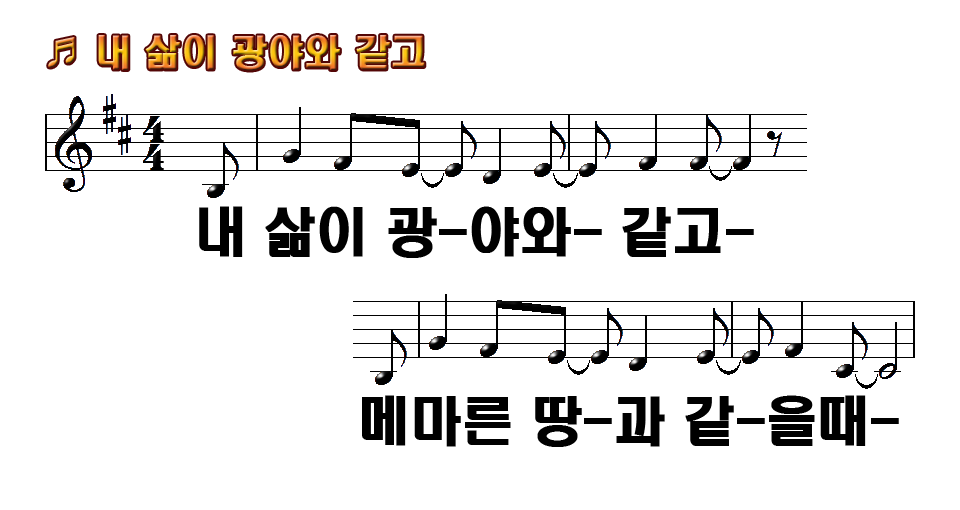 ♬ 내 삶이 광야와 같고
내 삶이 광-야와- 같고-
메마른 땅-과 같-을때-